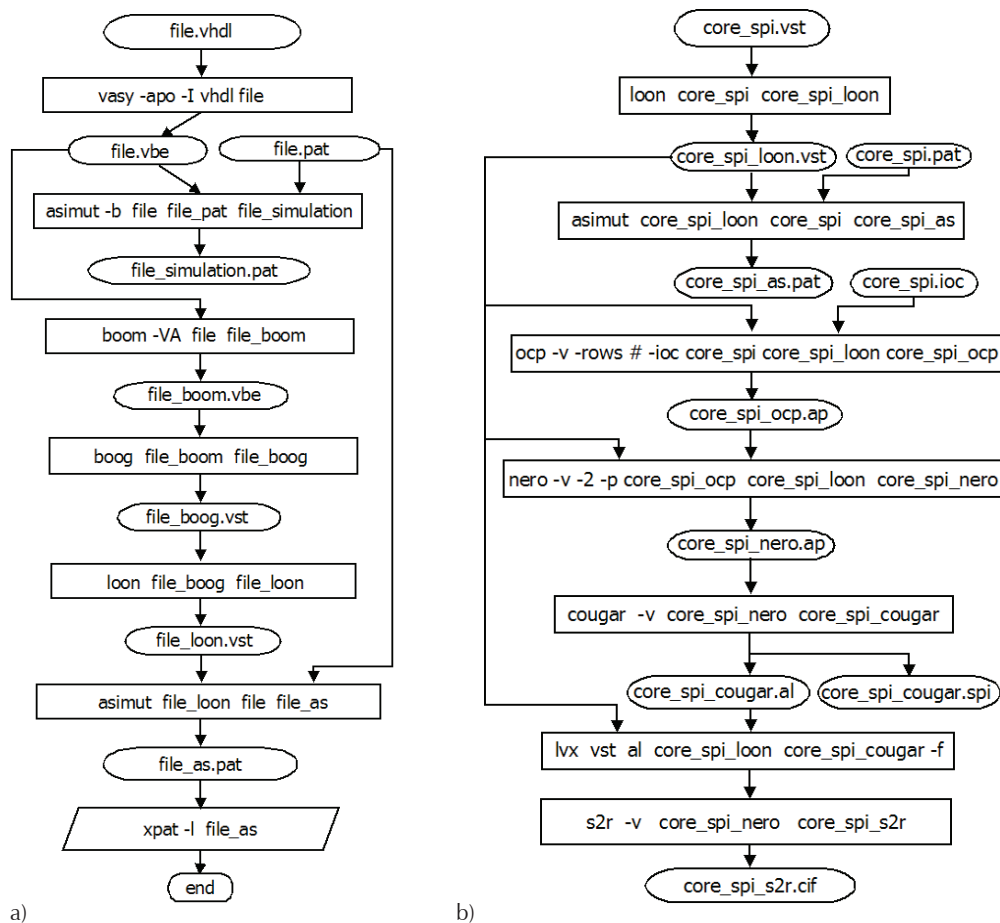 file.vhdl
vasy -apo -I vhdl file
file.vbe
file.pat
asimut -b file file_pat file_simulation
file_simulation.pat
boom -VA file file_boom
file_boom.vbe
boog file_boom file_boog
file_boog.vst
loon file_boog file_loon
file_loon.vst
asimut file_loon file file_as
file_as.pat
xpat -l file_as
end
a)
core_spi.vst
loon core_spi core_spi_loon
core_spi_loon.vst
core_spi.pat
asimut core_spi_loon core_spi core_spi_as
core_spi_as.pat
core_spi.ioc
ocp -v -rows # -ioc core_spi core_spi_loon core_spi_ocp
core_spi_ocp.ap
nero -v -2 -p core_spi_ocp core_spi_loon core_spi_nero
core_spi_nero.ap
cougar -v core_spi_nero core_spi_cougar
core_spi_cougar.al
core_spi_cougar.spi
lvx vst al core_spi_loon core_spi_cougar -f
s2r -v core_spi_nero core_spi_s2r
core_spi_s2r.cif
b)